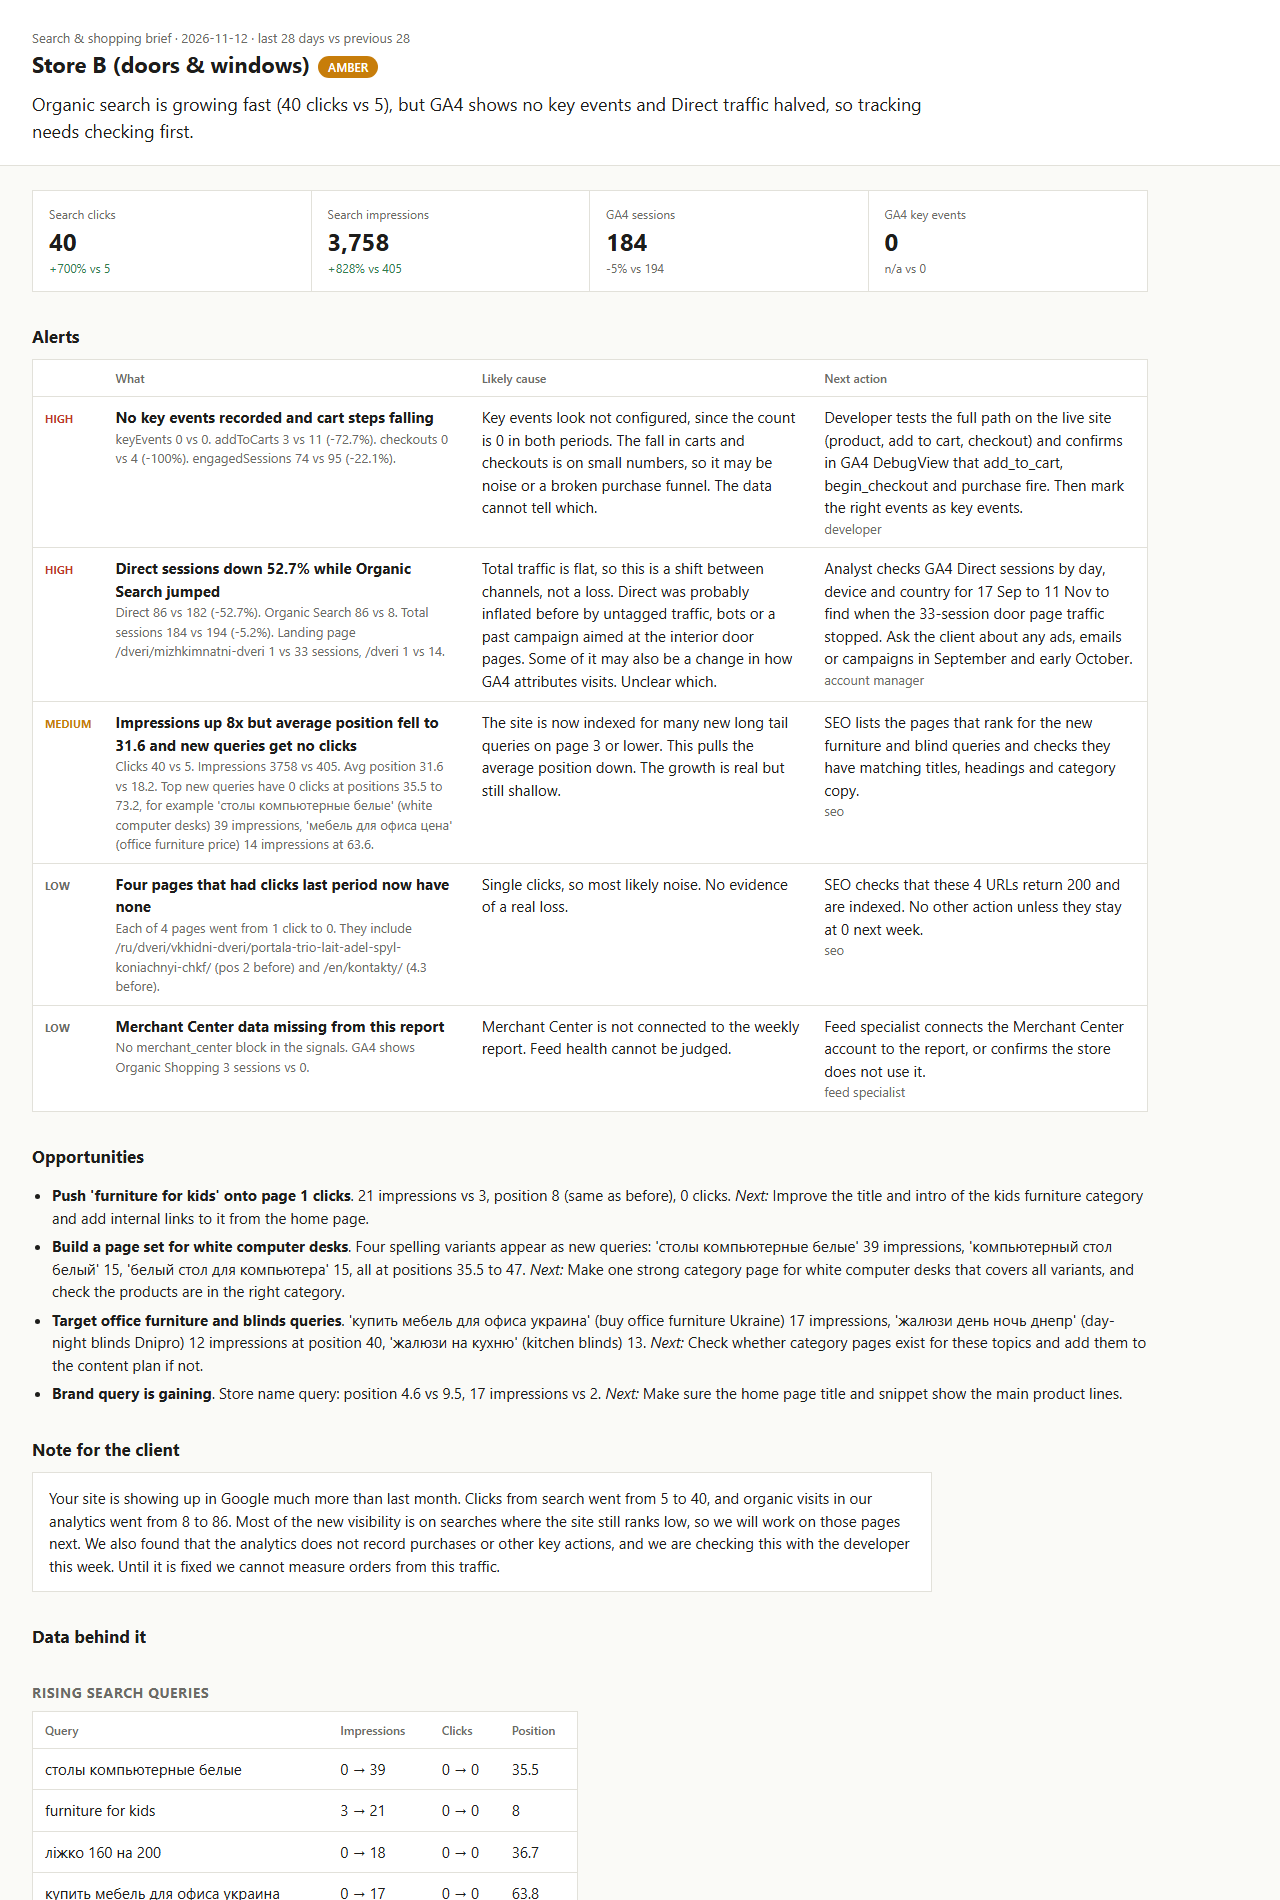 Search & shopping brief · 2026-11-12 · last 28 days vs previous 28
Store B (doors & windows) AMBER
Organic search is growing fast (40 clicks vs 5), but GA4 shows no key events and Direct traffic halved, so tracking
needs checking first.
Search clicks
40
+700% vs 5
Search impressions
3,758
+828% vs 405
GA4 sessions
184
-5% vs 194
GA4 key events
0
n/a vs 0
Alerts
What
Likely cause
Next action
HIGH
No key events recorded and cart steps falling
keyEvents 0 vs 0. addToCarts 3 vs 11 (-72.7%). checkouts 0
vs 4 (-100%). engagedSessions 74 vs 95 (-22.1%).
Key events look not configured, since the count
is 0 in both periods. The fall in carts and
checkouts is on small numbers, so it may be
noise or a broken purchase funnel. The data
cannot tell which.
Developer tests the full path on the live site
(product, add to cart, checkout) and confirms
in GA4 DebugView that add_to_cart,
begin_checkout and purchase fire. Then mark
the right events as key events.
developer
HIGH
Direct sessions down 52.7% while Organic
Search jumped
Direct 86 vs 182 (-52.7%). Organic Search 86 vs 8. Total
sessions 184 vs 194 (-5.2%). Landing page
/dveri/mizhkimnatni-dveri 1 vs 33 sessions, /dveri 1 vs 14.
Total traffic is flat, so this is a shift between
channels, not a loss. Direct was probably
inflated before by untagged traffic, bots or a
past campaign aimed at the interior door
pages. Some of it may also be a change in how
GA4 attributes visits. Unclear which.
Analyst checks GA4 Direct sessions by day,
device and country for 17 Sep to 11 Nov to
find when the 33-session door page traffic
stopped. Ask the client about any ads, emails
or campaigns in September and early October.
account manager
MEDIUM
Impressions up 8x but average position fell to
31.6 and new queries get no clicks
Clicks 40 vs 5. Impressions 3758 vs 405. Avg position 31.6
vs 18.2. Top new queries have 0 clicks at positions 35.5 to
73.2, for example 'столы компьютерные белые' (white
computer desks) 39 impressions, 'мебель для офиса цена'
(office furniture price) 14 impressions at 63.6.
The site is now indexed for many new long tail
queries on page 3 or lower. This pulls the
average position down. The growth is real but
still shallow.
SEO lists the pages that rank for the new
furniture and blind queries and checks they
have matching titles, headings and category
copy.
seo
LOW
Four pages that had clicks last period now have
none
Each of 4 pages went from 1 click to 0. They include
/ru/dveri/vkhidni-dveri/portala-trio-lait-adel-spyl-
koniachnyi-chkf/ (pos 2 before) and /en/kontakty/ (4.3
before).
Single clicks, so most likely noise. No evidence
of a real loss.
SEO checks that these 4 URLs return 200 and
are indexed. No other action unless they stay
at 0 next week.
seo
LOW
Merchant Center data missing from this report
No merchant_center block in the signals. GA4 shows
Organic Shopping 3 sessions vs 0.
Merchant Center is not connected to the weekly
report. Feed health cannot be judged.
Feed specialist connects the Merchant Center
account to the report, or confirms the store
does not use it.
feed specialist
Opportunities
• Push 'furniture for kids' onto page 1 clicks. 21 impressions vs 3, position 8 (same as before), 0 clicks. Next: Improve the title and intro of the kids furniture category
and add internal links to it from the home page.
• Build a page set for white computer desks. Four spelling variants appear as new queries: 'столы компьютерные белые' 39 impressions, 'компьютерный стол
белый' 15, 'белый стол для компьютера' 15, all at positions 35.5 to 47. Next: Make one strong category page for white computer desks that covers all variants, and
check the products are in the right category.
• Target office furniture and blinds queries. 'купить мебель для офиса украина' (buy office furniture Ukraine) 17 impressions, 'жалюзи день ночь днепр' (day-
night blinds Dnipro) 12 impressions at position 40, 'жалюзи на кухню' (kitchen blinds) 13. Next: Check whether category pages exist for these topics and add them to
the content plan if not.
• Brand query is gaining. Store name query: position 4.6 vs 9.5, 17 impressions vs 2. Next: Make sure the home page title and snippet show the main product lines.
Note for the client
Your site is showing up in Google much more than last month. Clicks from search went from 5 to 40, and organic visits in our
analytics went from 8 to 86. Most of the new visibility is on searches where the site still ranks low, so we will work on those pages
next. We also found that the analytics does not record purchases or other key actions, and we are checking this with the developer
this week. Until it is fixed we cannot measure orders from this traffic.
Data behind it
RISING SEARCH QUERIES
Query Impressions Clicks Position
столы компьютерные белые 0 → 39 0 → 0 35.5
furniture for kids 3 → 21 0 → 0 8
ліжко 160 на 200 0 → 18 0 → 0 36.7
купить мебель для офиса украина 0 → 17 0 → 0 63.8